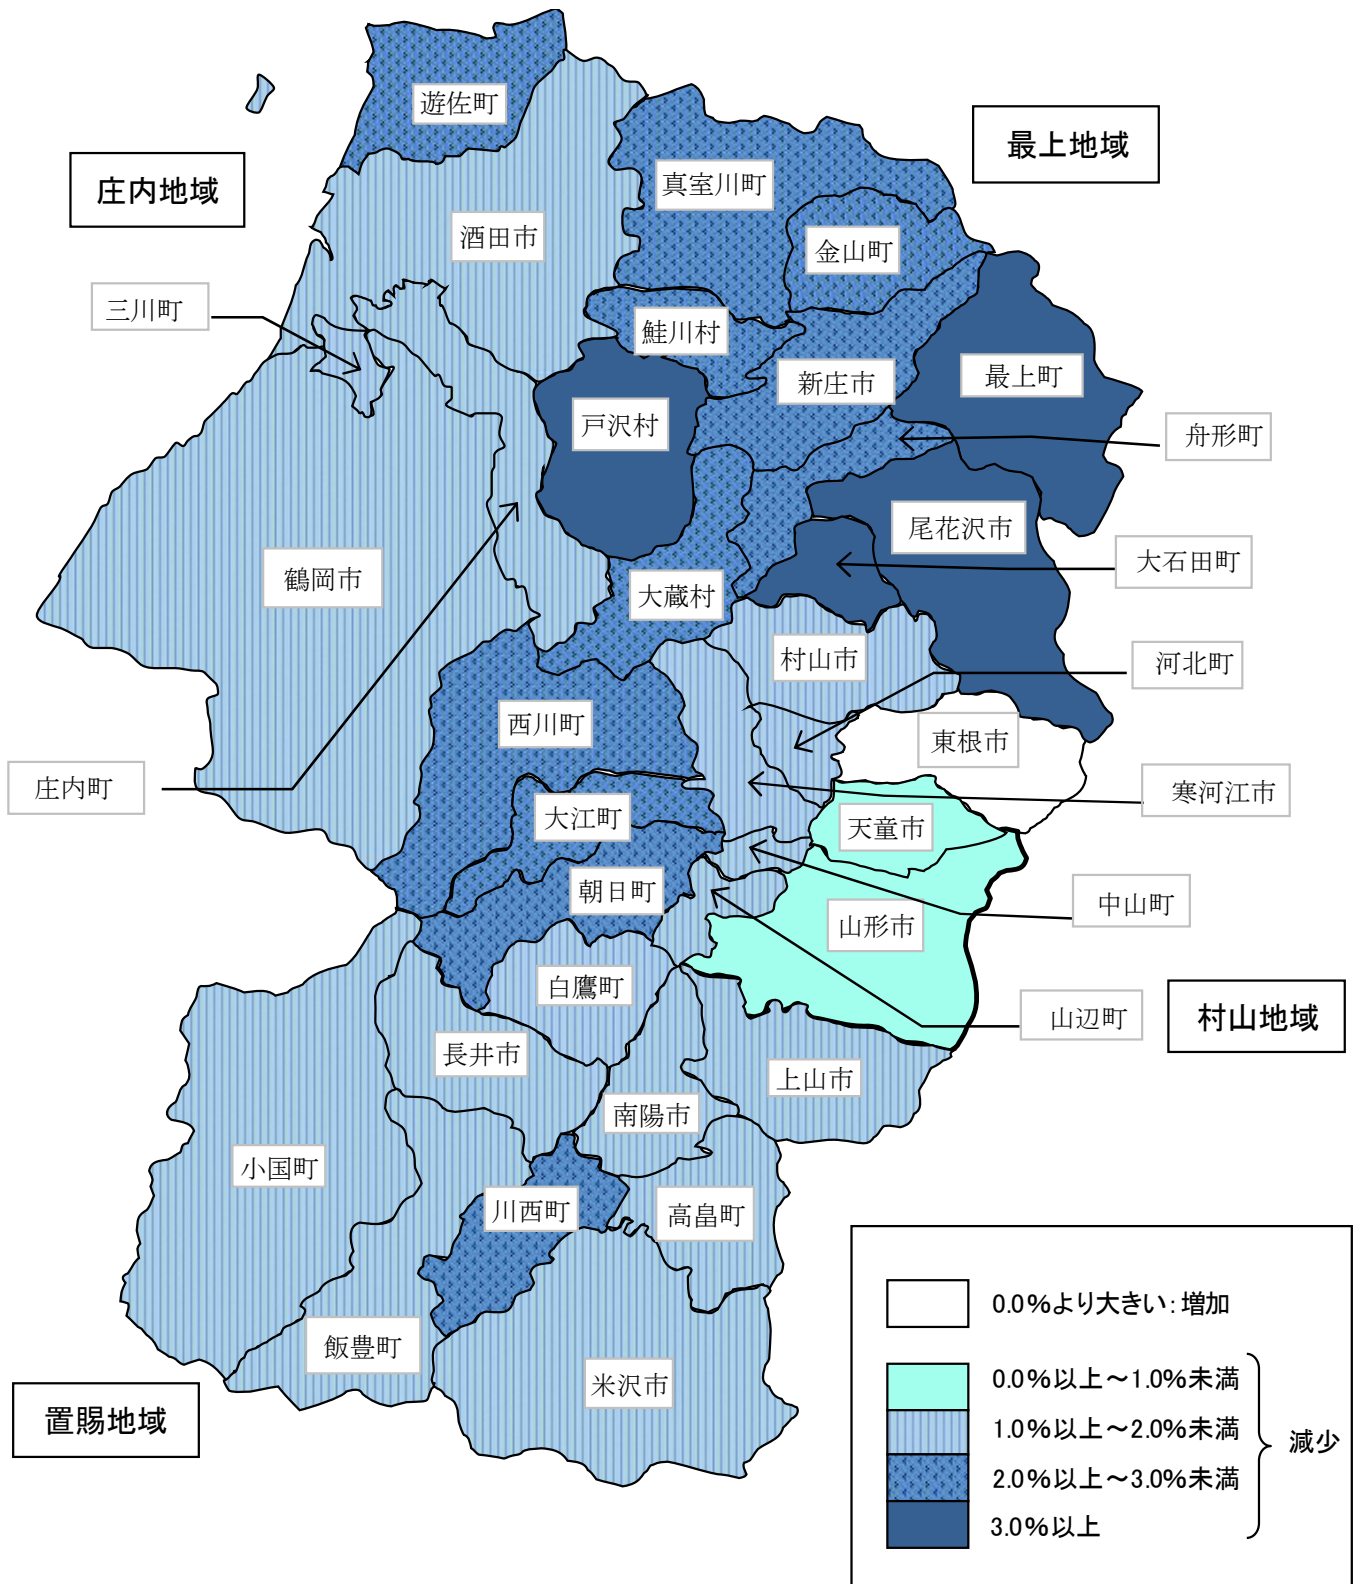 遊佐町
最上地域
庄内地域
真室川町
酒田市
金山町
三川町
鮭川村
新庄市
最上町
戸沢村
舟形町
尾花沢市
大石田町
鶴岡市
大蔵村
村山市
河北町
西川町
東根市
庄内町
寒河江市
大江町
天童市
朝日町
中山町
山形市
白鷹町
山辺町
村山地域
長井市
上山市
南陽市
小国町
川西町
高畠町
飯豊町
米沢市
置賜地域
0.0%より大きい:増加
0.0%以上~1.0%未満
1.0%以上~2.0%未満
減少
2.0%以上~3.0%未満
3.0%以上